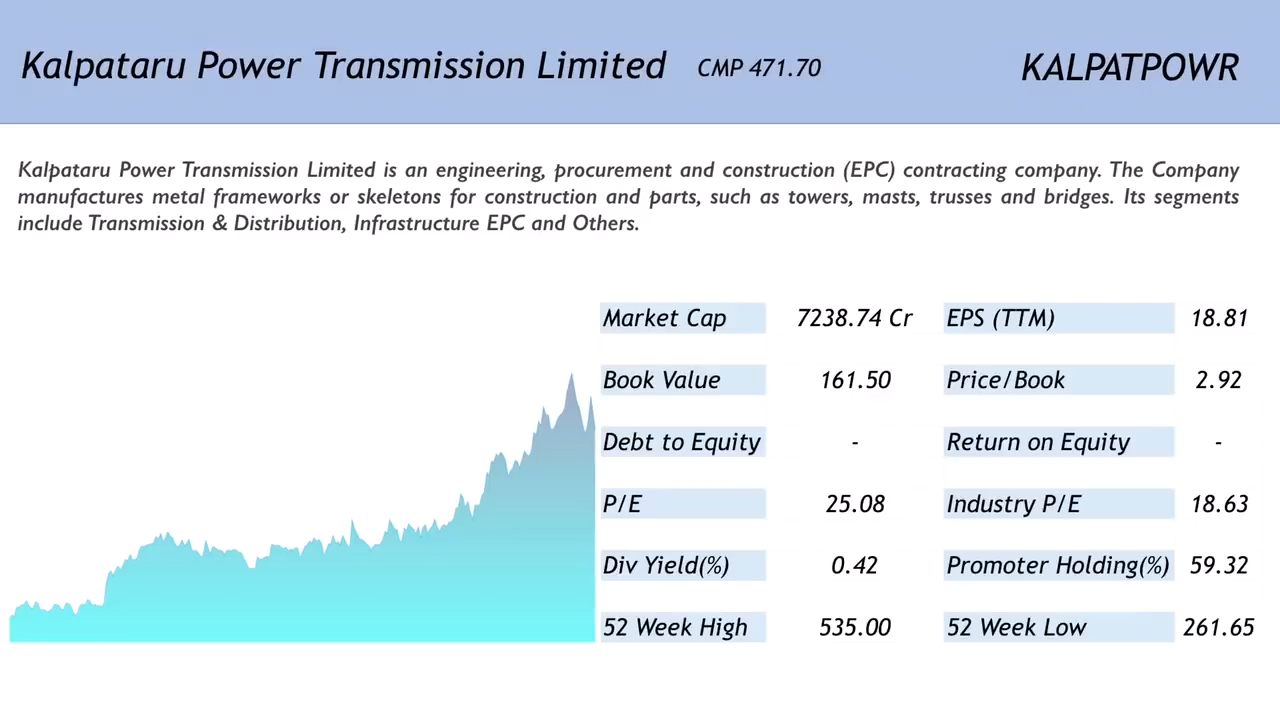 Kalpataru Power Transmission Limited CMP 471.70 KALPATPOWR
Kalpataru Power Transmission Limited is an engineering, procurement and construction (EPC) contracting company. The Company
manufactures metal frameworks or skeletons for construction and parts, such as towers, masts, trusses and bridges. Its segments
include Transmission & Distribution, Infrastructure EPC and Others.
Market Cap 7238.74 Cr EPS (TTM) 18.81
Book Value 161.50 Price/Book 2.92
Debt to Equity - Return on Equity -
P/E 25.08 Industry P/E 18.63
Div Yield(%) 0.42 Promoter Holding(%) 59.32
52 Week High 535.00 52 Week Low 261.65